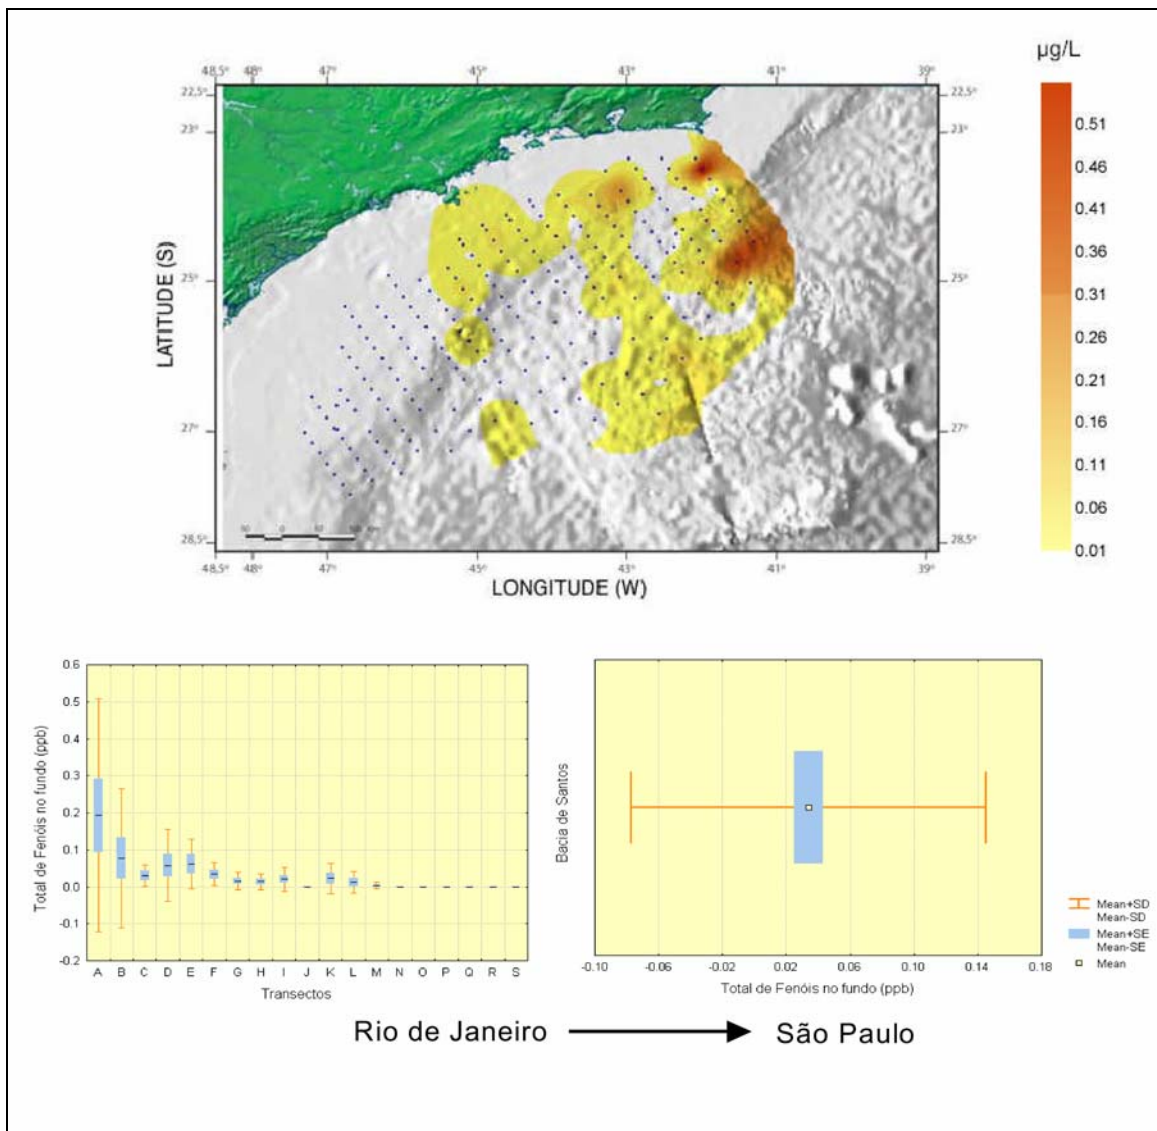 µg/L
48,5° 48° 47° 45° 43° 41° 39°
22,5° 22,5°
23° 23°
25° 25°
27° 27°
28,5° 28,5°
LATITUDE (S)
48,5° 48° 47° 45° 43° 41° 39°
LONGITUDE (W)
0.51
0.46
0.41
0.36
0.31
0.26
0.21
0.16
0.11
0.06
0.01
Total de Fenóis no fundo (ppb)
0.6
0.5
0.4
0.3
0.2
0.1
0.0
-0.1
-0.2
A B C D E F G H I J K L M N O P Q R S
Transectos
Bacia de Santos
-0.10 -0.06 -0.02 0.02 0.06 0.10 0.14 0.18
Total de Fenóis no fundo (ppb)
Mean+SD
Mean-SD
Mean+SE
Mean-SE
Mean
Rio de Janeiro São Paulo